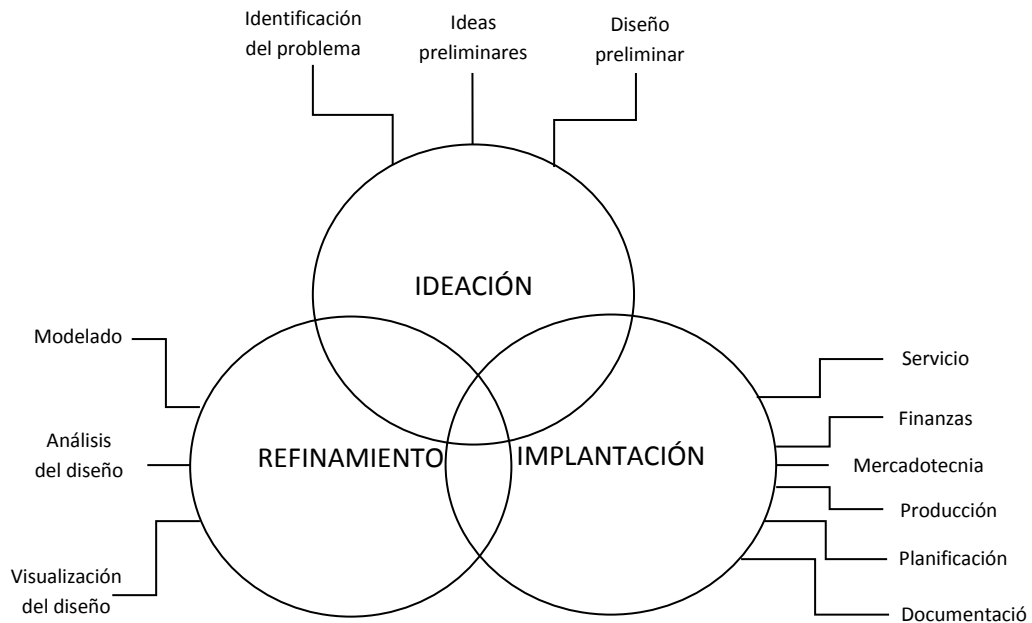 Identificación
del problema
Ideas
preliminares
Diseño
preliminar
IDEACIÓN
Modelado
Análisis
del diseño
Visualización
del diseño
REFINAMIENTO
IMPLANTACIÓN
Servicio
Finanzas
Mercadotecnia
Producción
Planificación
Documentació